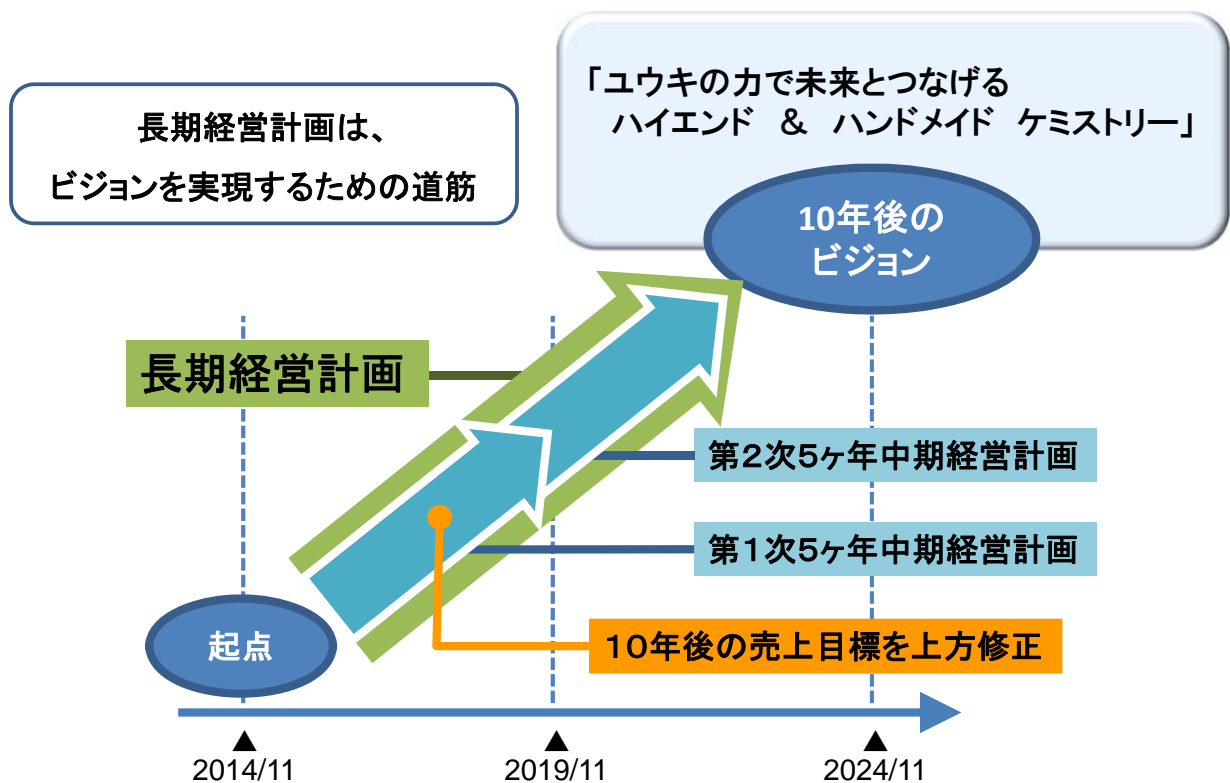 長期経営計画は、
ビジョンを実現するための道筋
「ユウキの力で未来とつなげる
ハイエンド ＆ ハンドメイド ケミストリー」
10年後の
ビジョン
長期経営計画
第２次５ヶ年中期経営計画
第１次５ヶ年中期経営計画
１０年後の売上目標を上方修正
起点
▲ ▲ ▲
2014/11 2019/11 2024/11